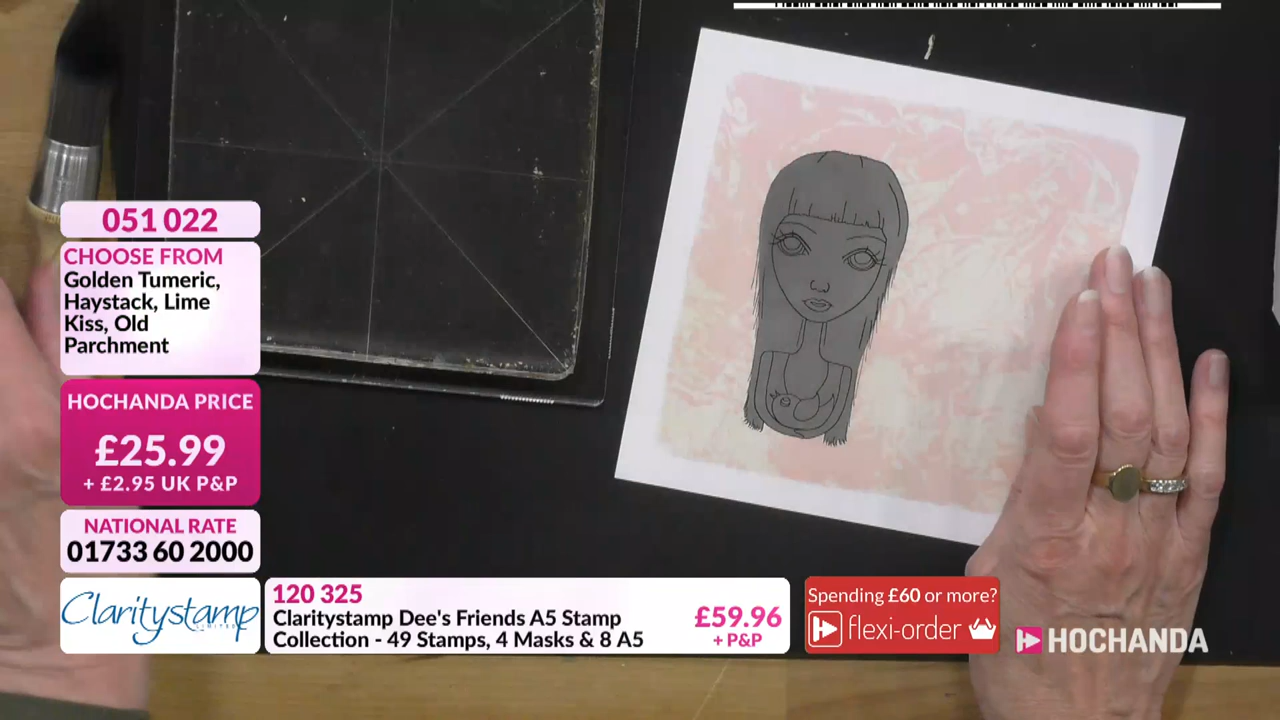 051 022
CHOOSE FROM
Golden Tumeric,
Haystack, Lime
Kiss, Old
Parchment
HOCHANDA PRICE
£25.99
+ £2.95 UK P&P
NATIONAL RATE
01733 60 2000
Claritystamp
LIMITED
120 325
Claritystamp Dee's Friends A5 Stamp
Collection - 49 Stamps, 4 Masks & 8 A5
£59.96
+ P&P
Spending £60 or more?
flexi-order
HOCHANDA